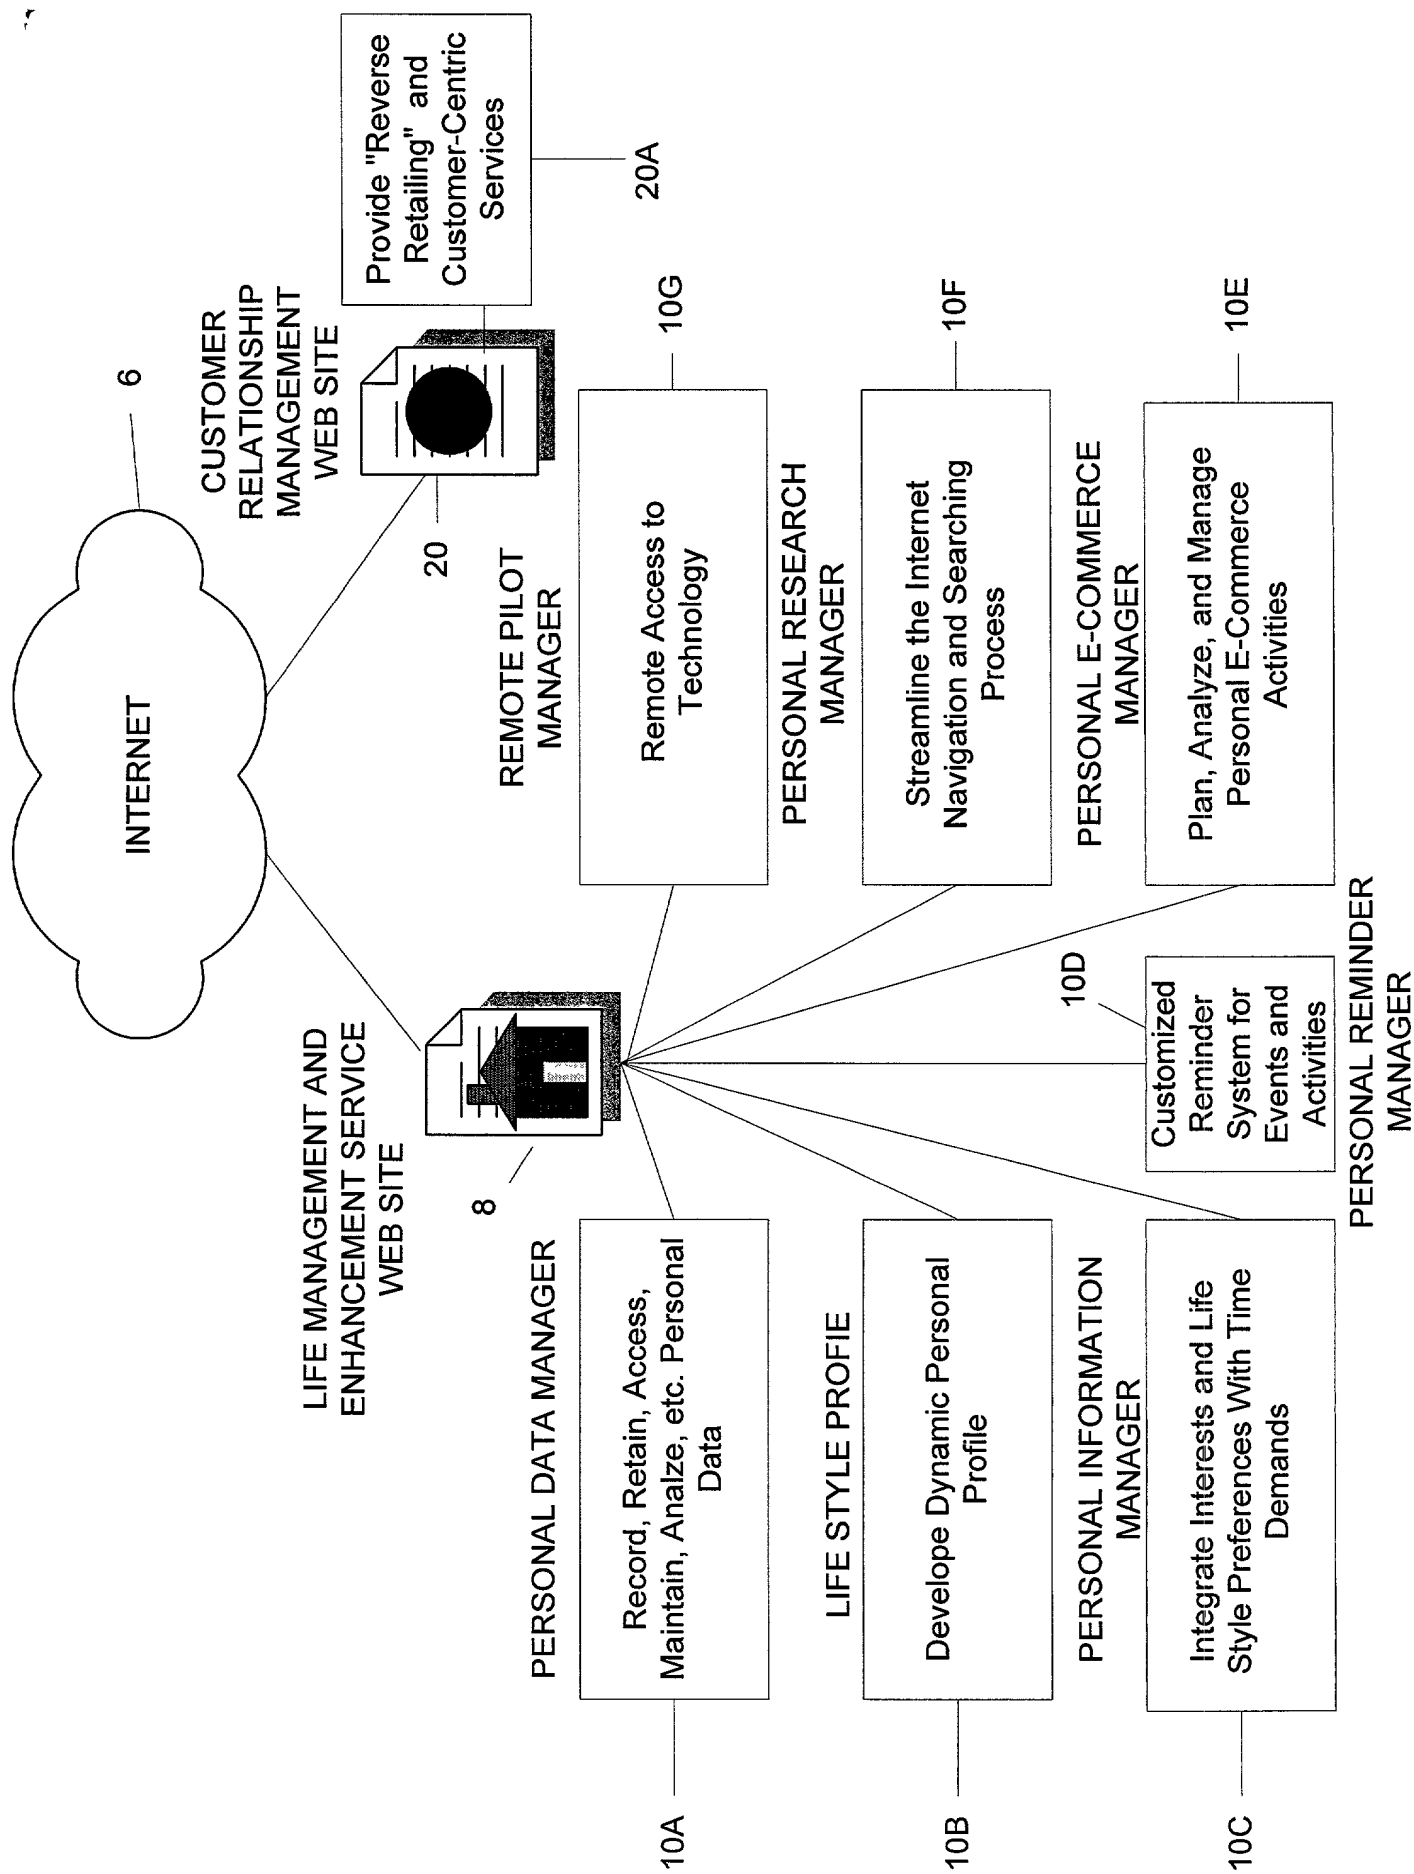 INTERNET
6
LIFE MANAGEMENT AND
ENHANCEMENT SERVICE
WEB SITE
8
CUSTOMER
RELATIONSHIP
MANAGEMENT
WEB SITE
20
Provide "Reverse
Retailing" and
Customer-Centric
Services
20A
PERSONAL DATA MANAGER
Record, Retain, Access,
Maintain, Analze, etc. Personal
Data
10A
REMOTE PILOT
MANAGER
Remote Access to
Technology
10G
LIFE STYLE PROFIE
Develope Dynamic Personal
Profile
10B
PERSONAL RESEARCH
MANAGER
Streamline the Internet
Navigation and Searching
Process
10F
PERSONAL INFORMATION
MANAGER
Integrate Interests and Life
Style Preferences With Time
Demands
10C
10D
Customized
Reminder
System for
Events and
Activities
PERSONAL REMINDER
MANAGER
PERSONAL E-COMMERCE
MANAGER
Plan, Analyze, and Manage
Personal E-Commerce
Activities
10E